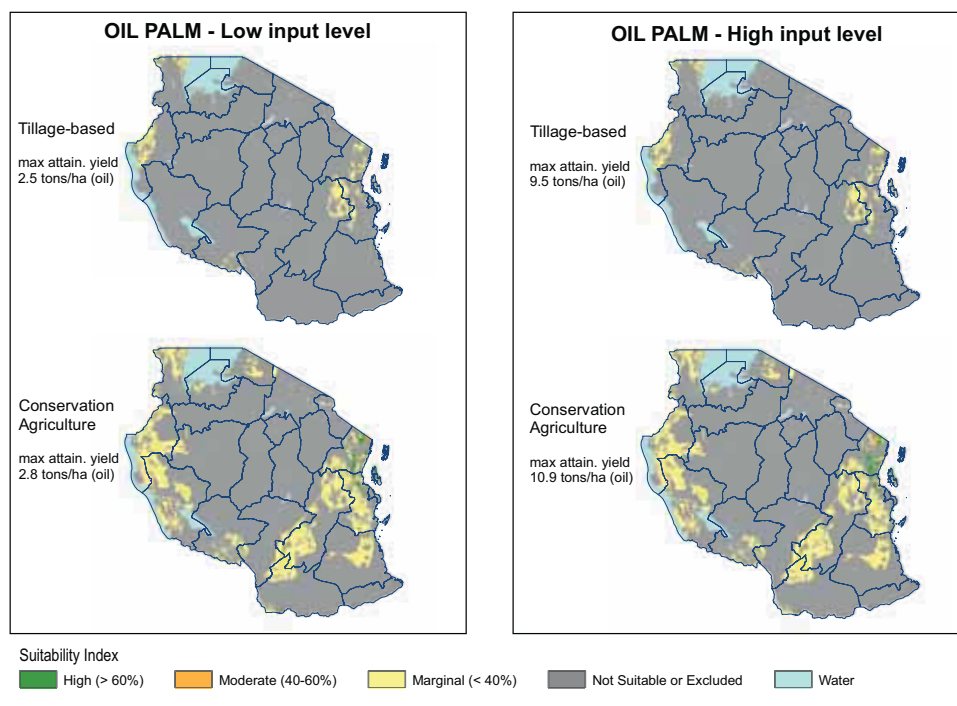 OIL PALM - Low input level
Tillage-based
max attain. yield
2.5 tons/ha (oil)
Conservation
Agriculture
max attain. yield
2.8 tons/ha (oil)
OIL PALM - High input level
Tillage-based
max attain. yield
9.5 tons/ha (oil)
Conservation
Agriculture
max attain. yield
10.9 tons/ha (oil)
Suitability Index
High (> 60%)
Moderate (40-60%)
Marginal (< 40%)
Not Suitable or Excluded
Water